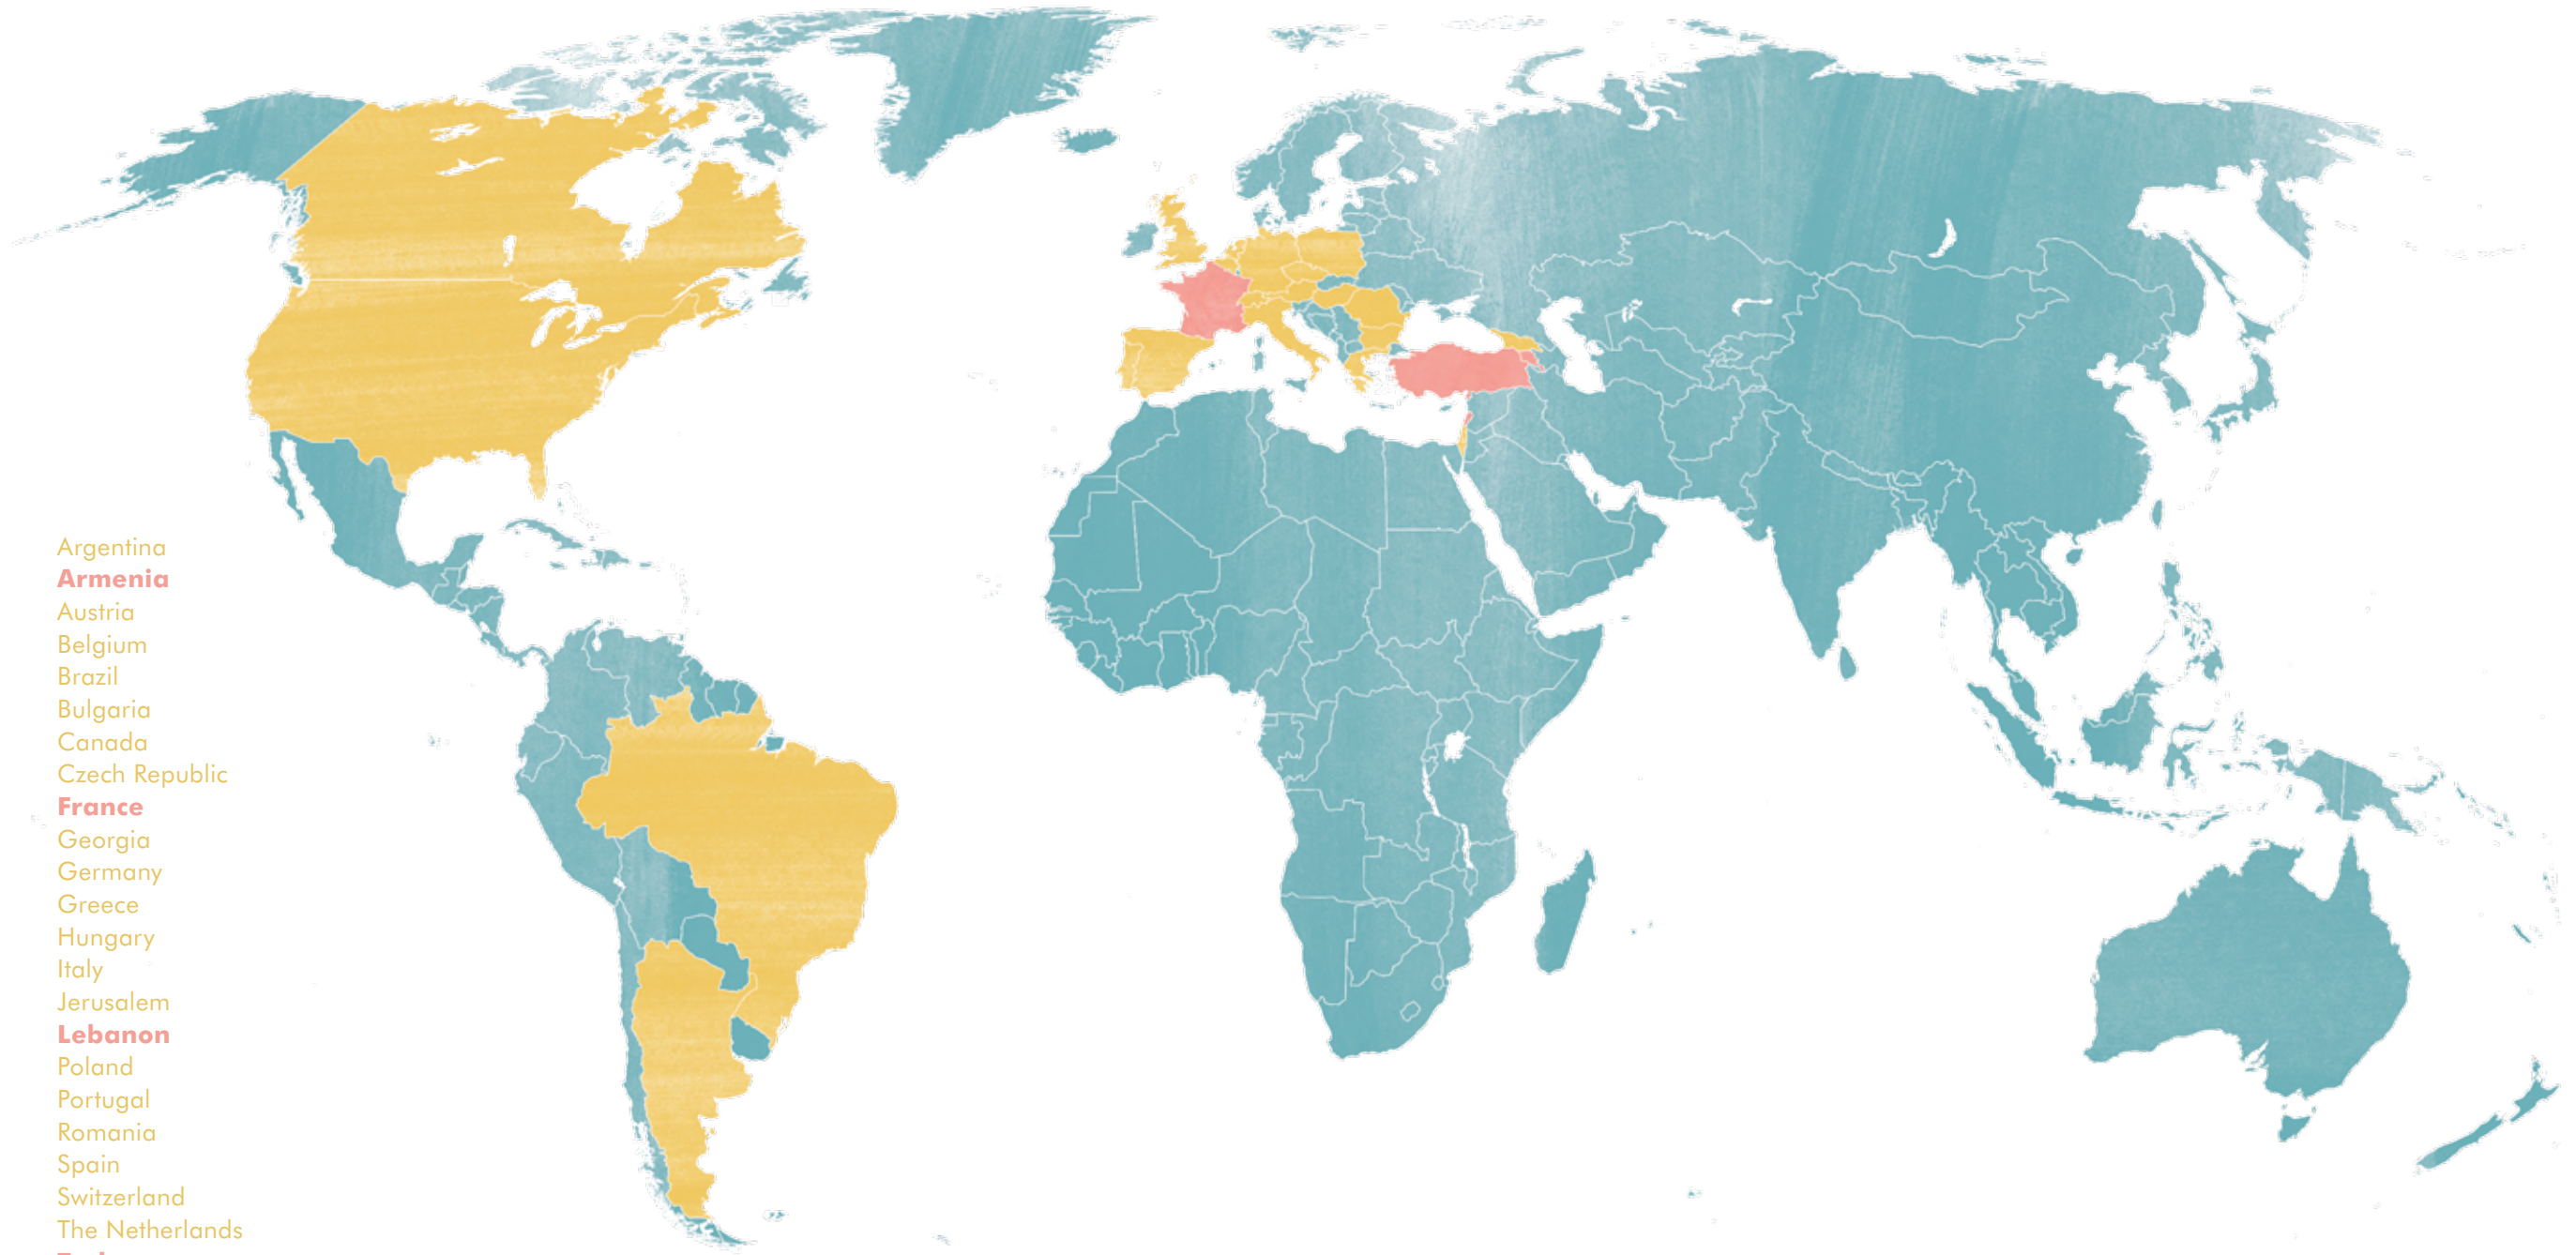 Argentina
Armenia
Austria
Belgium
Brazil
Bulgaria
Canada
Czech Republic
France
Georgia
Germany
Greece
Hungary
Italy
Jerusalem
Lebanon
Poland
Portugal
Romania
Spain
Switzerland
The Netherlands